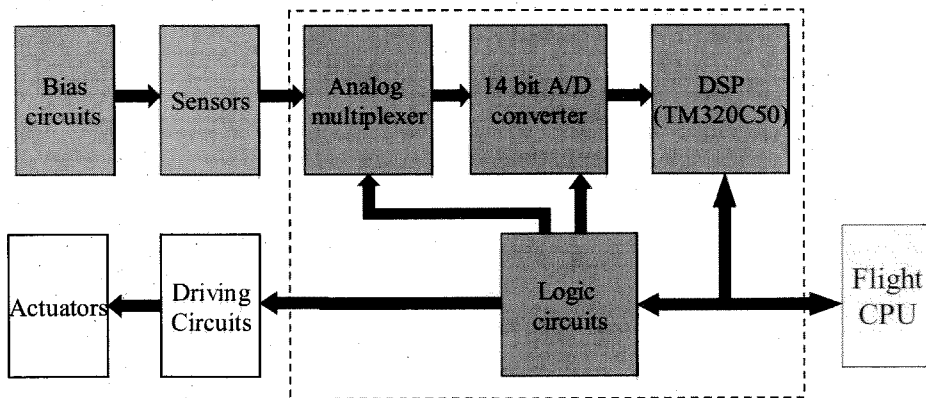 Bias
circuits
Sensors
Analog
multiplexer
14 bit A/D
converter
DSP
(TM320C50)
Actuators
Driving
Circuits
Logic
circuits
Flight
CPU